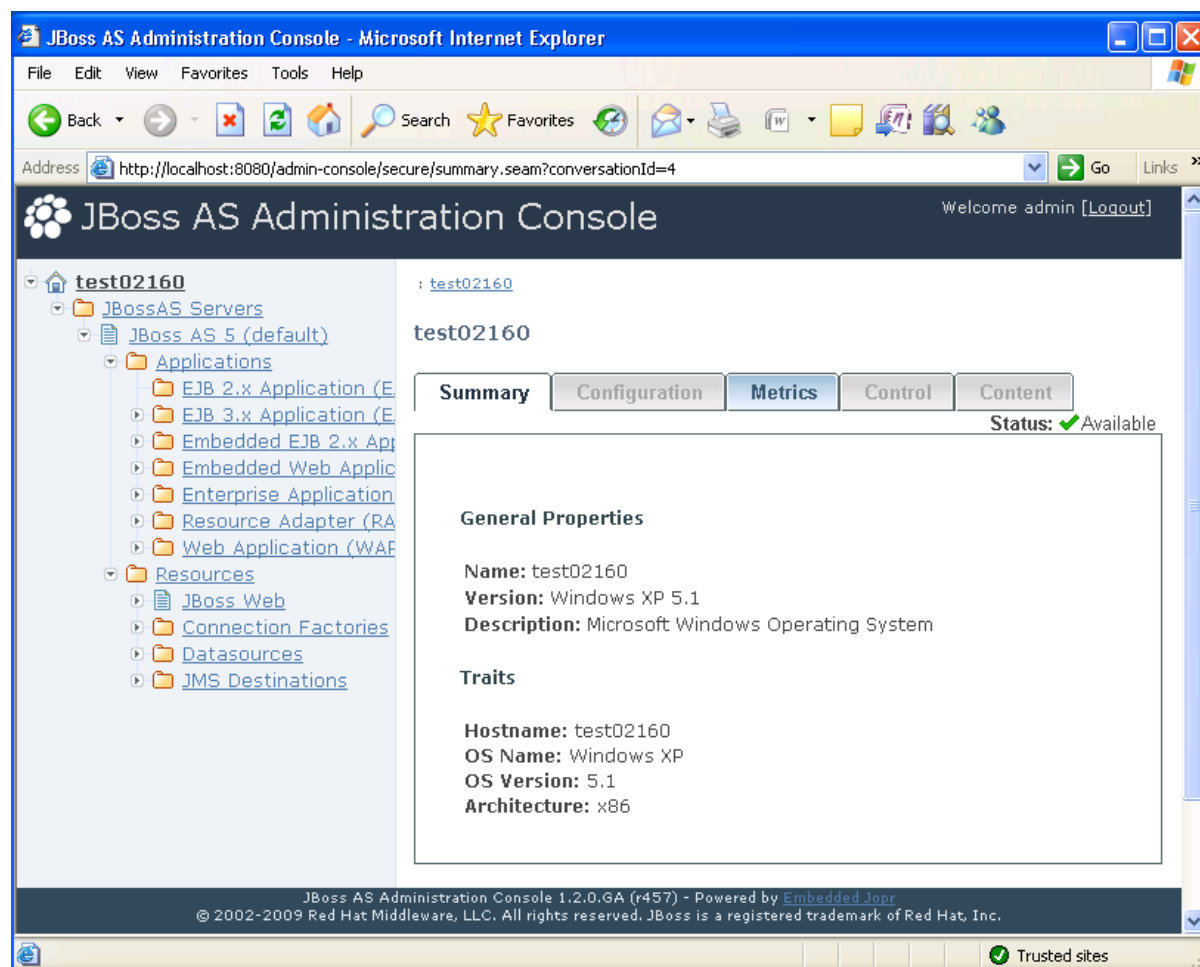 JBoss AS Administration Console - Microsoft Internet Explorer
File Edit View Favorites Tools Help
Back Search Favorites
Address http://localhost:8080/admin-console/secure/summary.seam?conversationId=4 Go Links »
JBoss AS Administration Console
Welcome admin [Logout]
test02160
JBossAS Servers
JBoss AS 5 (default)
Applications
EJB 2.x Application (E
EJB 3.x Application (E
Embedded EJB 2.x App
Embedded Web Applic
Enterprise Application
Resource Adapter (RA
Web Application (WAR
Resources
JBoss Web
Connection Factories
Datasources
JMS Destinations
: test02160
test02160
Summary Configuration Metrics Control Content
Status: Available
General Properties
Name: test02160
Version: Windows XP 5.1
Description: Microsoft Windows Operating System
Traits
Hostname: test02160
OS Name: Windows XP
OS Version: 5.1
Architecture: x86
JBoss AS Administration Console 1.2.0.GA (r457) - Powered by Embedded Jopr
© 2002-2009 Red Hat Middleware, LLC. All rights reserved. JBoss is a registered trademark of Red Hat, Inc.
Trusted sites